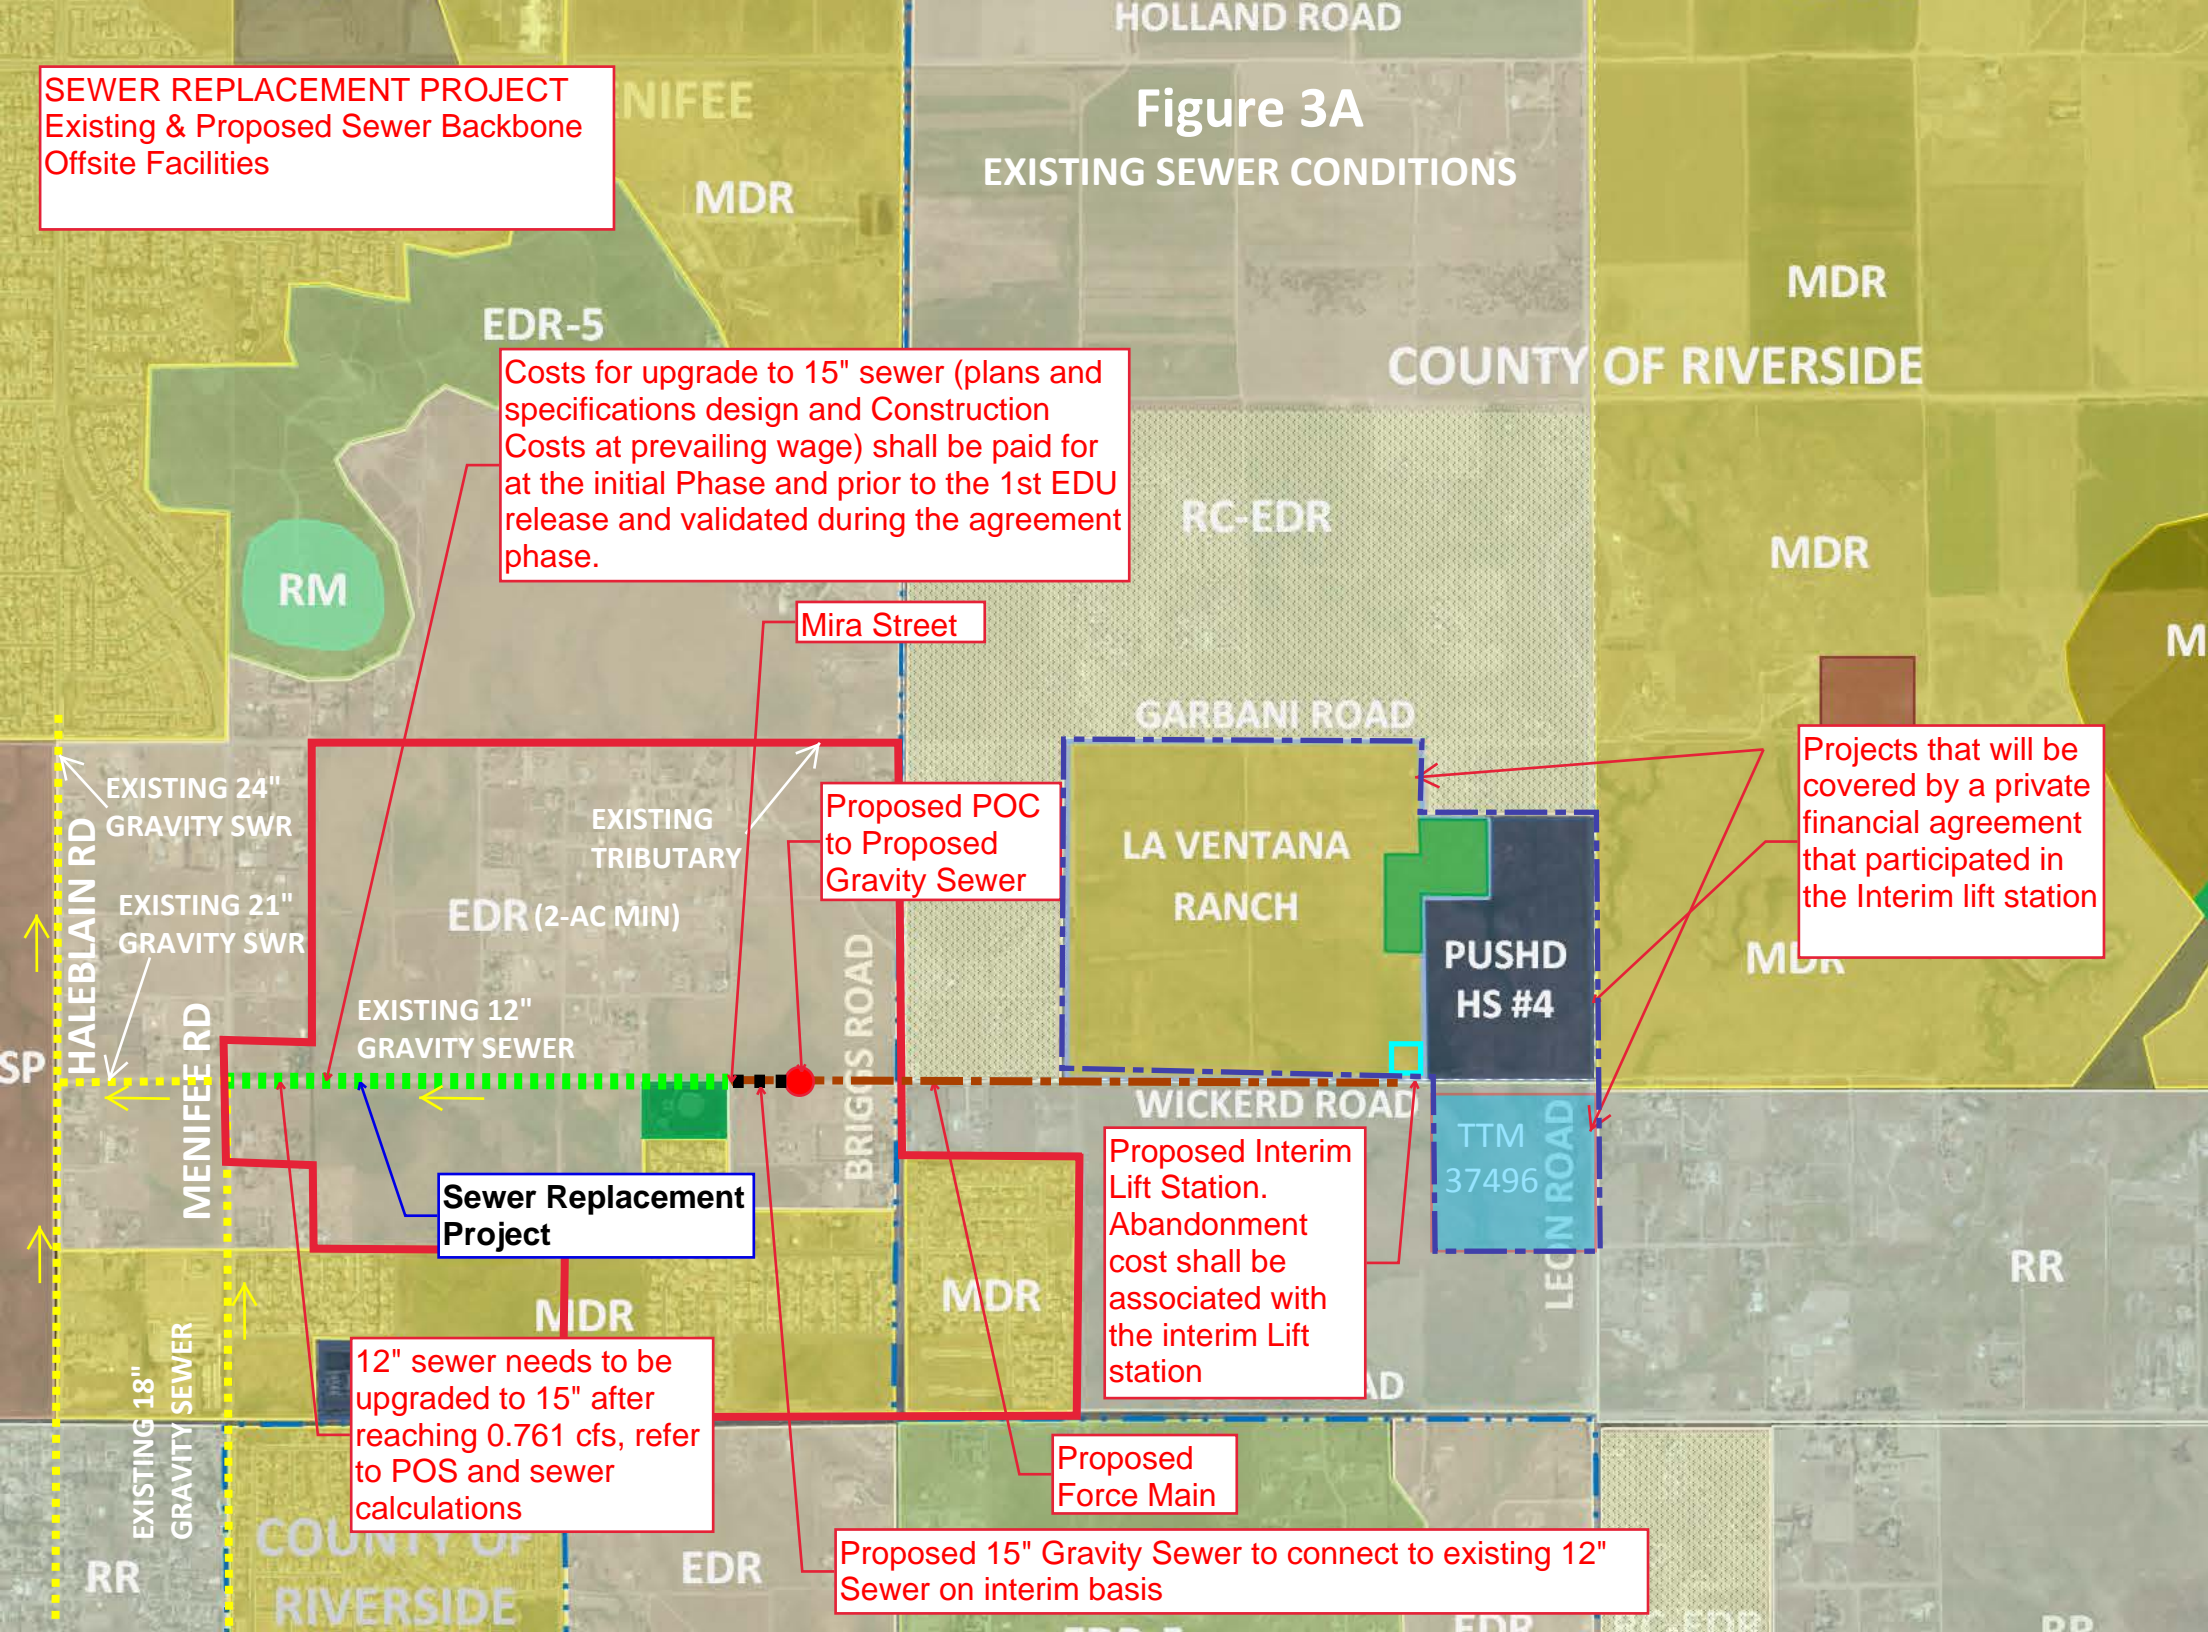 HOLLAND ROAD
SEWER REPLACEMENT PROJECT
Existing & Proposed Sewer Backbone
Offsite Facilities
NIFEE
Figure 3A
EXISTING SEWER CONDITIONS
MDR
MDR
EDR-5
COUNTY OF RIVERSIDE
Costs for upgrade to 15" sewer (plans and
specifications design and Construction
Costs at prevailing wage) shall be paid for
at the initial Phase and prior to the 1st EDU
release and validated during the agreement
phase.
RC-EDR
MDR
RM
Mira Street
M
GARBANI ROAD
Projects that will be
covered by a private
financial agreement
that participated in
the Interim lift station
EXISTING 24"
GRAVITY SWR
EXISTING
TRIBUTARY
Proposed POC
to Proposed
Gravity Sewer
LA VENTANA
RANCH
HALEBLAIN RD
EXISTING 21"
GRAVITY SWR
EDR (2-AC MIN)
PUSHD
HS #4
MDR
BRIGGS ROAD
EXISTING 12"
GRAVITY SEWER
SP
MENIFEE RD
WICKERD ROAD
TTM
37496
LEON ROAD
Proposed Interim
Lift Station.
Abandonment
cost shall be
associated with
the interim Lift
station
Sewer Replacement
Project
RR
MDR
MDR
12" sewer needs to be
upgraded to 15" after
reaching 0.761 cfs, refer
to POS and sewer
calculations
AD
EXISTING 18"
GRAVITY SEWER
Proposed
Force Main
COUNTY OF
RIVERSIDE
RR
EDR
Proposed 15" Gravity Sewer to connect to existing 12"
Sewer on interim basis
EDR
RC-EDR
RR